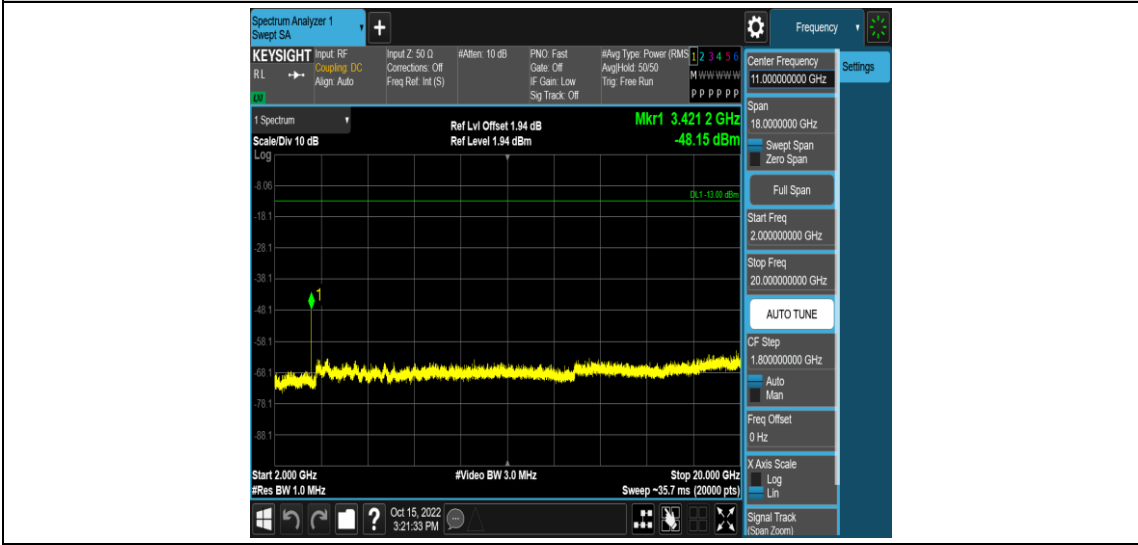 Spectrum Analyzer 1
Swept SA
+
Frequency
KEYSIGHT
RL
Input: RF
Coupling: DC
Align: Auto
Input Z: 50 Ω
Corrections: Off
Freq Ref: Int (S)
#Atten: 10 dB
PNO: Fast
Gate: Off
IF Gain: Low
Sig Track: Off
#Avg Type: Power (RMS
Avg|Hold: 50/50
Trig: Free Run
1 2 3 4 5 6
M W W W W W
P P P P P P
1 Spectrum
Scale/Div 10 dB
Log
Ref Lvl Offset 1.94 dB
Ref Level 1.94 dBm
Mkr1 3.421 2 GHz
-48.15 dBm
-8.06
DL1 -13.00 dBm
-18.1
-28.1
-38.1
1
-48.1
-58.1
-68.1
-78.1
-88.1
Start 2.000 GHz
#Res BW 1.0 MHz
#Video BW 3.0 MHz
Stop 20.000 GHz
Sweep ~35.7 ms (20000 pts)
?
Oct 15, 2022
3:21:33 PM
Center Frequency
11.000000000 GHz
Settings
Span
18.0000000 GHz
Swept Span
Zero Span
Full Span
Start Freq
2.000000000 GHz
Stop Freq
20.000000000 GHz
AUTO TUNE
CF Step
1.800000000 GHz
Auto
Man
Freq Offset
0 Hz
X Axis Scale
Log
Lin
Signal Track
(Span Zoom)